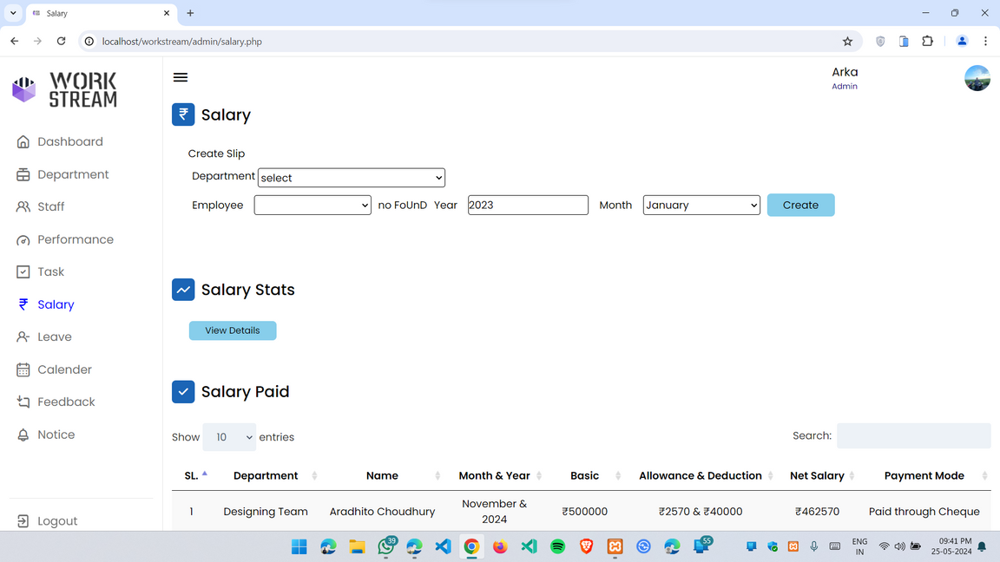 Salary
localhost/workstream/admin/salary.php
WORK
STREAM
Arka
Admin
Dashboard
Department
Staff
Performance
Task
Salary
Leave
Calender
Feedback
Notice
Logout
Salary
Create Slip
Department select
Employee no FoUnD Year 2023 Month January Create
Salary Stats
View Details
Salary Paid
Show 10 entries Search:
SL. Department Name Month & Year Basic Allowance & Deduction Net Salary Payment Mode
1 Designing Team Aradhito Choudhury November & 2024 ₹500000 ₹2570 & ₹40000 ₹462570 Paid through Cheque
39
55
ENG
IN
09:41 PM
25-05-2024